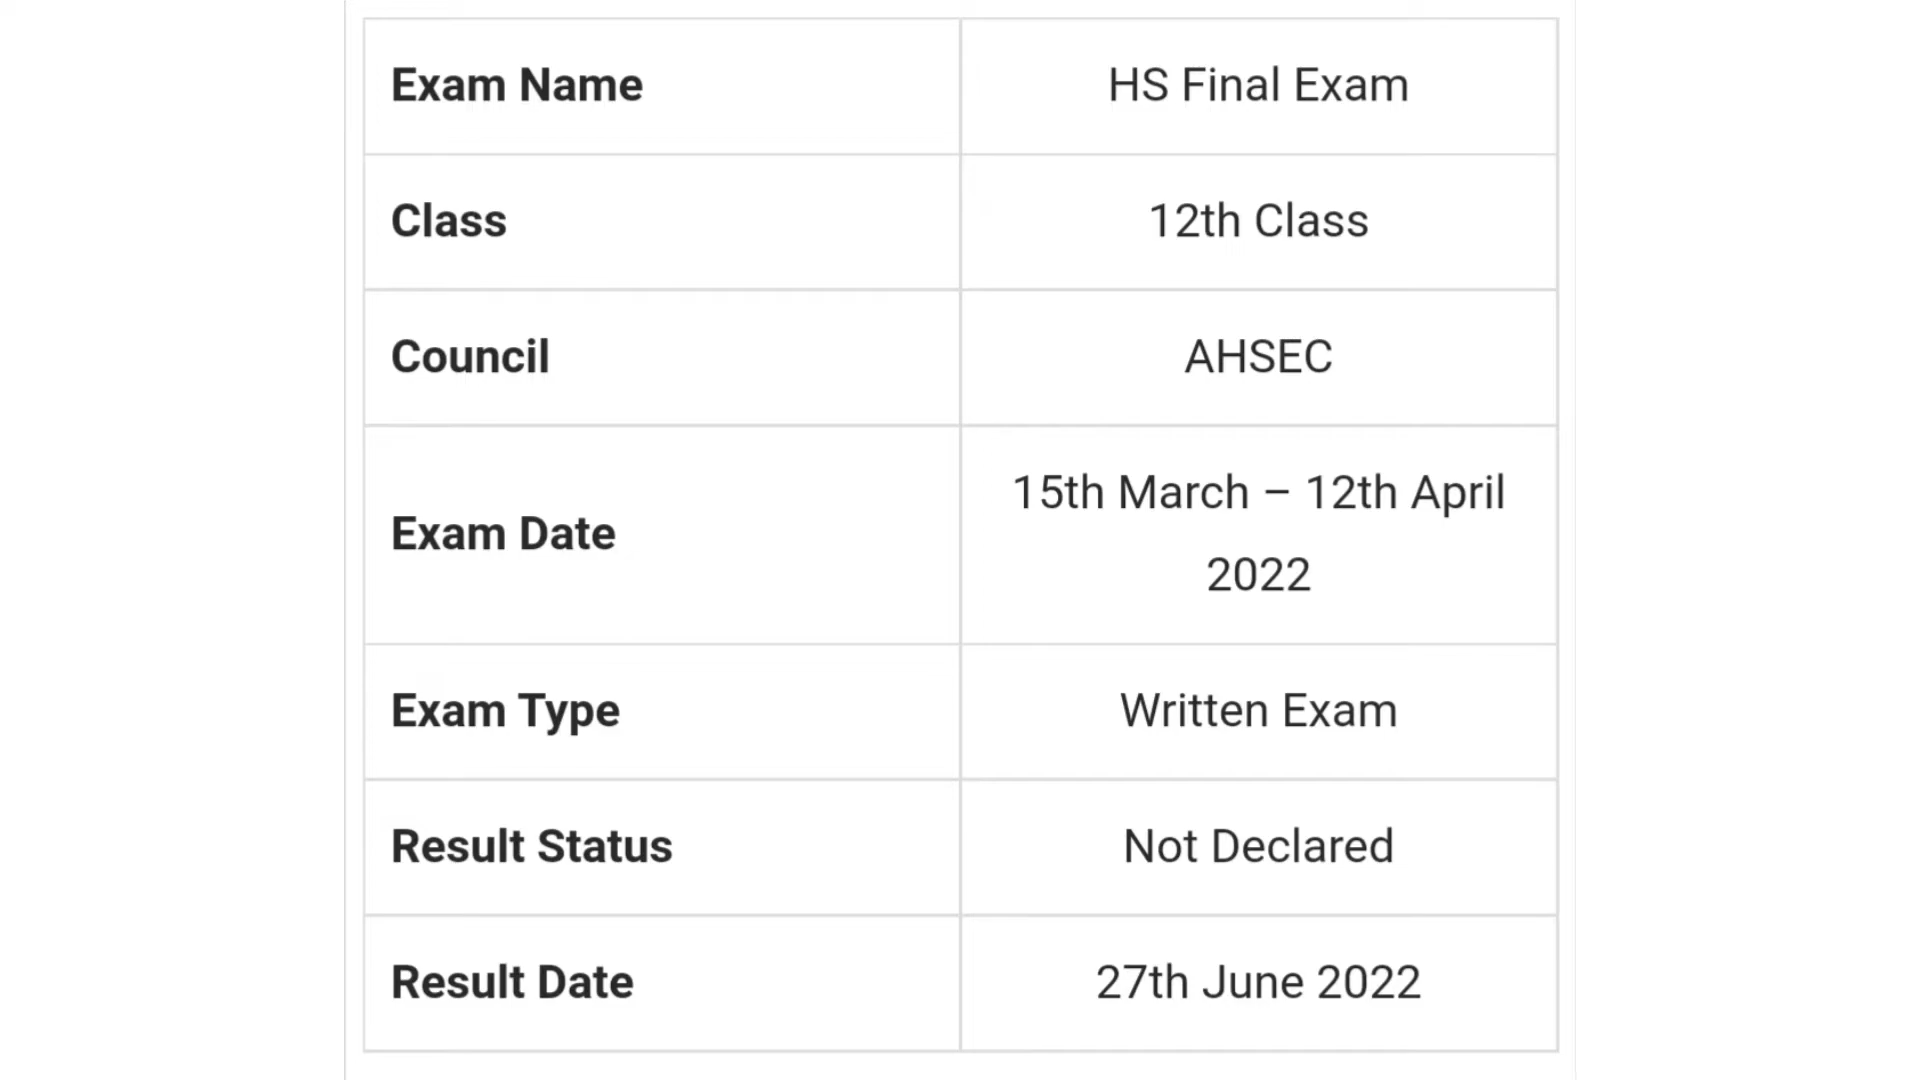 Exam Name HS Final Exam
Class 12th Class
Council AHSEC
Exam Date 15th March – 12th April
2022
Exam Type Written Exam
Result Status Not Declared
Result Date 27th June 2022